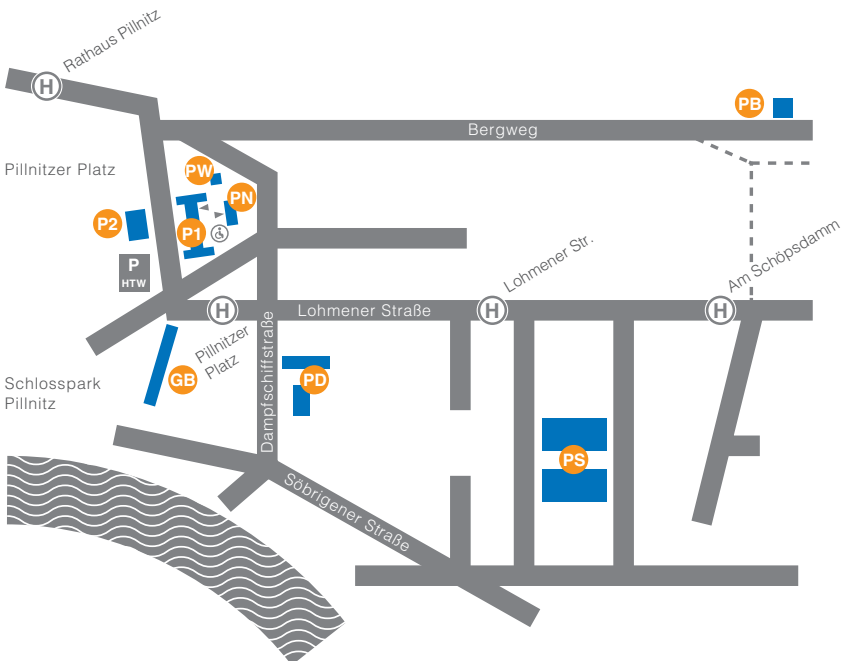 Rathaus Pillnitz
H
PB
Bergweg
Pillnitzer Platz
PW
PN
P2
P1
P
HTW
Lohmener Str.
Am Schöpsdamm
H
Lohmener Straße
H
H
Pillnitzer
Platz
Dampfschiffstraße
GB
PD
Schlosspark
Pillnitz
PS
Söbrigener Straße